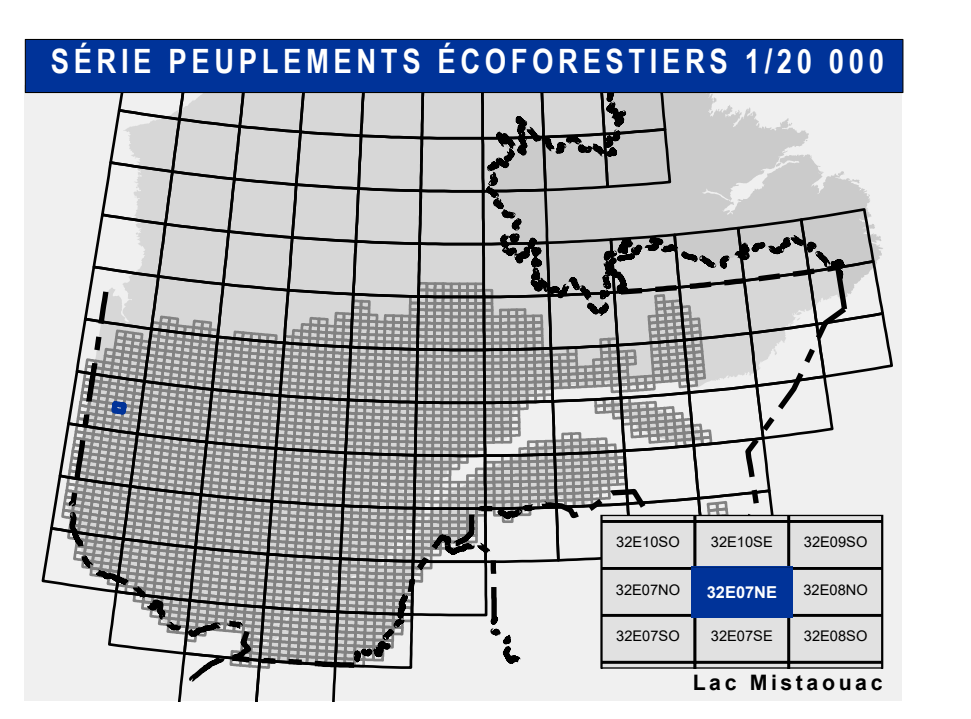 SÉRIE PEUPLEMENTS ÉCOFORESTIERS 1/20 000
32E10SO 32E10SE 32E09SO
32E07NO 32E07NE 32E08NO
32E07SO 32E07SE 32E08SO
Lac Mistaouac